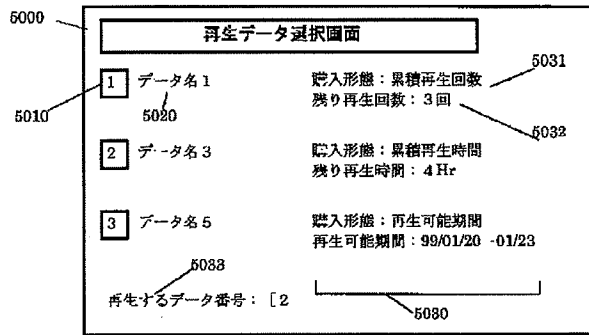 5000
再生データ選択画面
1 データ名1 購入形態：累積再生回数 5031
5010 5020 残り再生回数：3回 5032
2 データ名3 購入形態：累積再生時間
残り再生時間：4Hr
3 データ名5 購入形態：再生可能期間
再生可能期間：99/01/20 -01/23
5033
再生するデータ番号：［2 5030